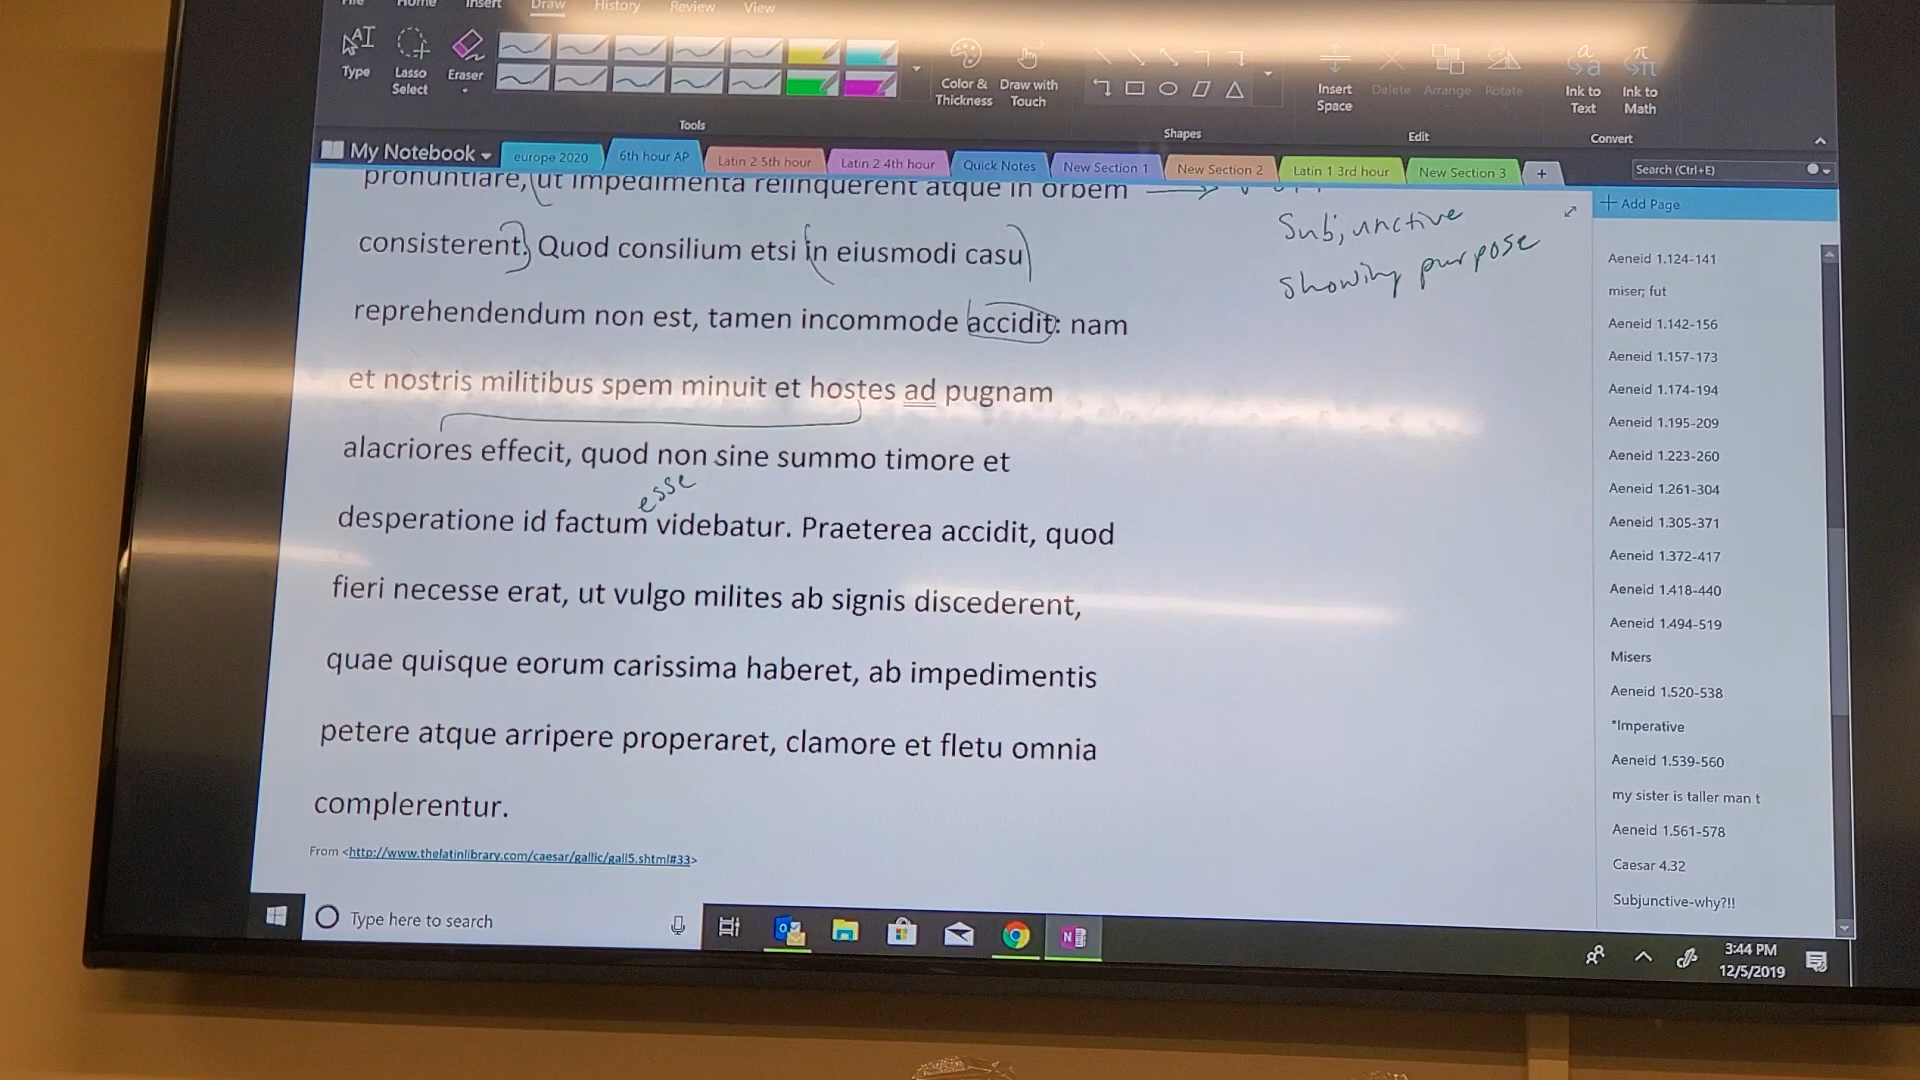 File Home Insert Draw History Review View
Type
Lasso Select
Eraser
Color & Thickness
Draw with Touch
Insert Space
Delete
Arrange
Rotate
Ink to Text
Ink to Math
Tools
Shapes
Edit
Convert
My Notebook
europe 2020
6th hour AP
Latin 2 5th hour
Latin 2 4th hour
Quick Notes
New Section 1
New Section 2
Latin 1 3rd hour
New Section 3
+
Search (Ctrl+E)
pronuntiare, ut impedimenta relinquerent atque in orbem
consisterent. Quod consilium etsi in eiusmodi casu
reprehendendum non est, tamen incommode accidit: nam
et nostris militibus spem minuit et hostes ad pugnam
alacriores effecit, quod non sine summo timore et
esse
desperatione id factum videbatur. Praeterea accidit, quod
fieri necesse erat, ut vulgo milites ab signis discederent,
quae quisque eorum carissima haberet, ab impedimentis
petere atque arripere properaret, clamore et fletu omnia
complerentur.
From <http://www.thelatinlibrary.com/caesar/gallic/gall5.shtml#33>
Subjunctive
showing purpose
+ Add Page
Aeneid 1.124-141
miser; fut
Aeneid 1.142-156
Aeneid 1.157-173
Aeneid 1.174-194
Aeneid 1.195-209
Aeneid 1.223-260
Aeneid 1.261-304
Aeneid 1.305-371
Aeneid 1.372-417
Aeneid 1.418-440
Aeneid 1.494-519
Misers
Aeneid 1.520-538
*Imperative
Aeneid 1.539-560
my sister is taller man t
Aeneid 1.561-578
Caesar 4.32
Subjunctive-why?!!
Type here to search
3:44 PM
12/5/2019